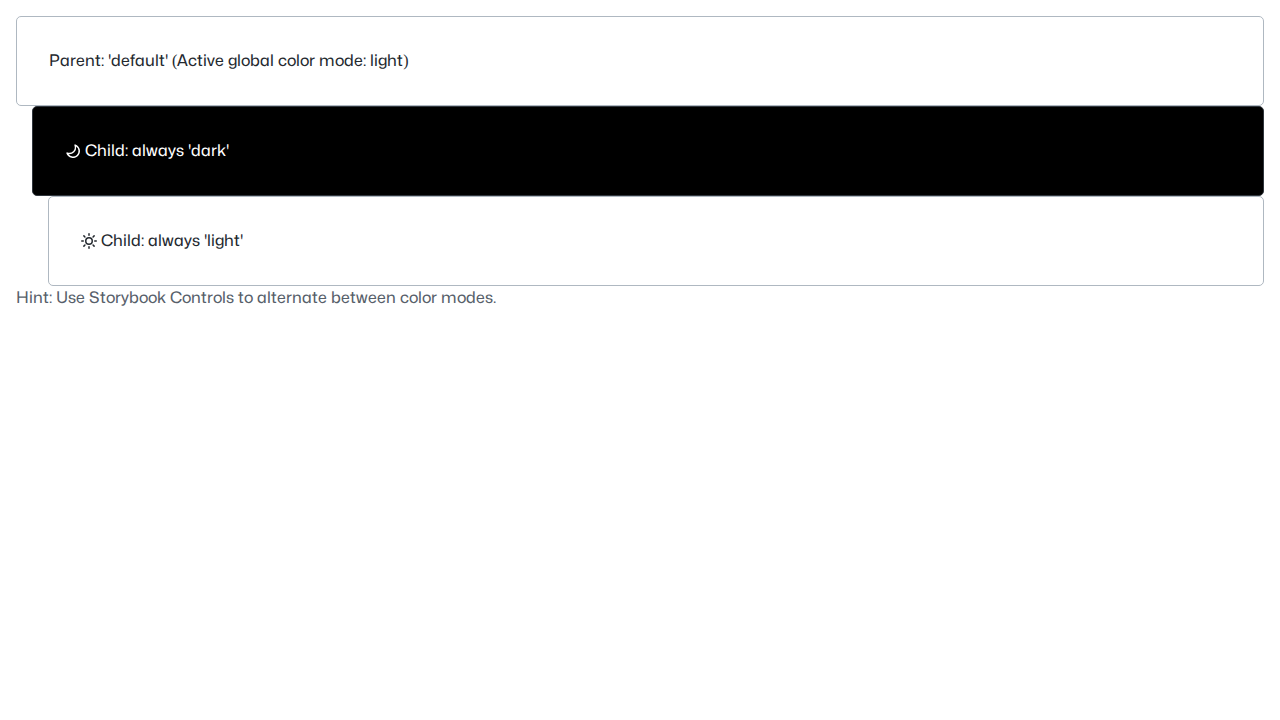 Parent: 'default' (Active global color mode: light)
Child: always 'dark'
Child: always 'light'
Hint: Use Storybook Controls to alternate between color modes.